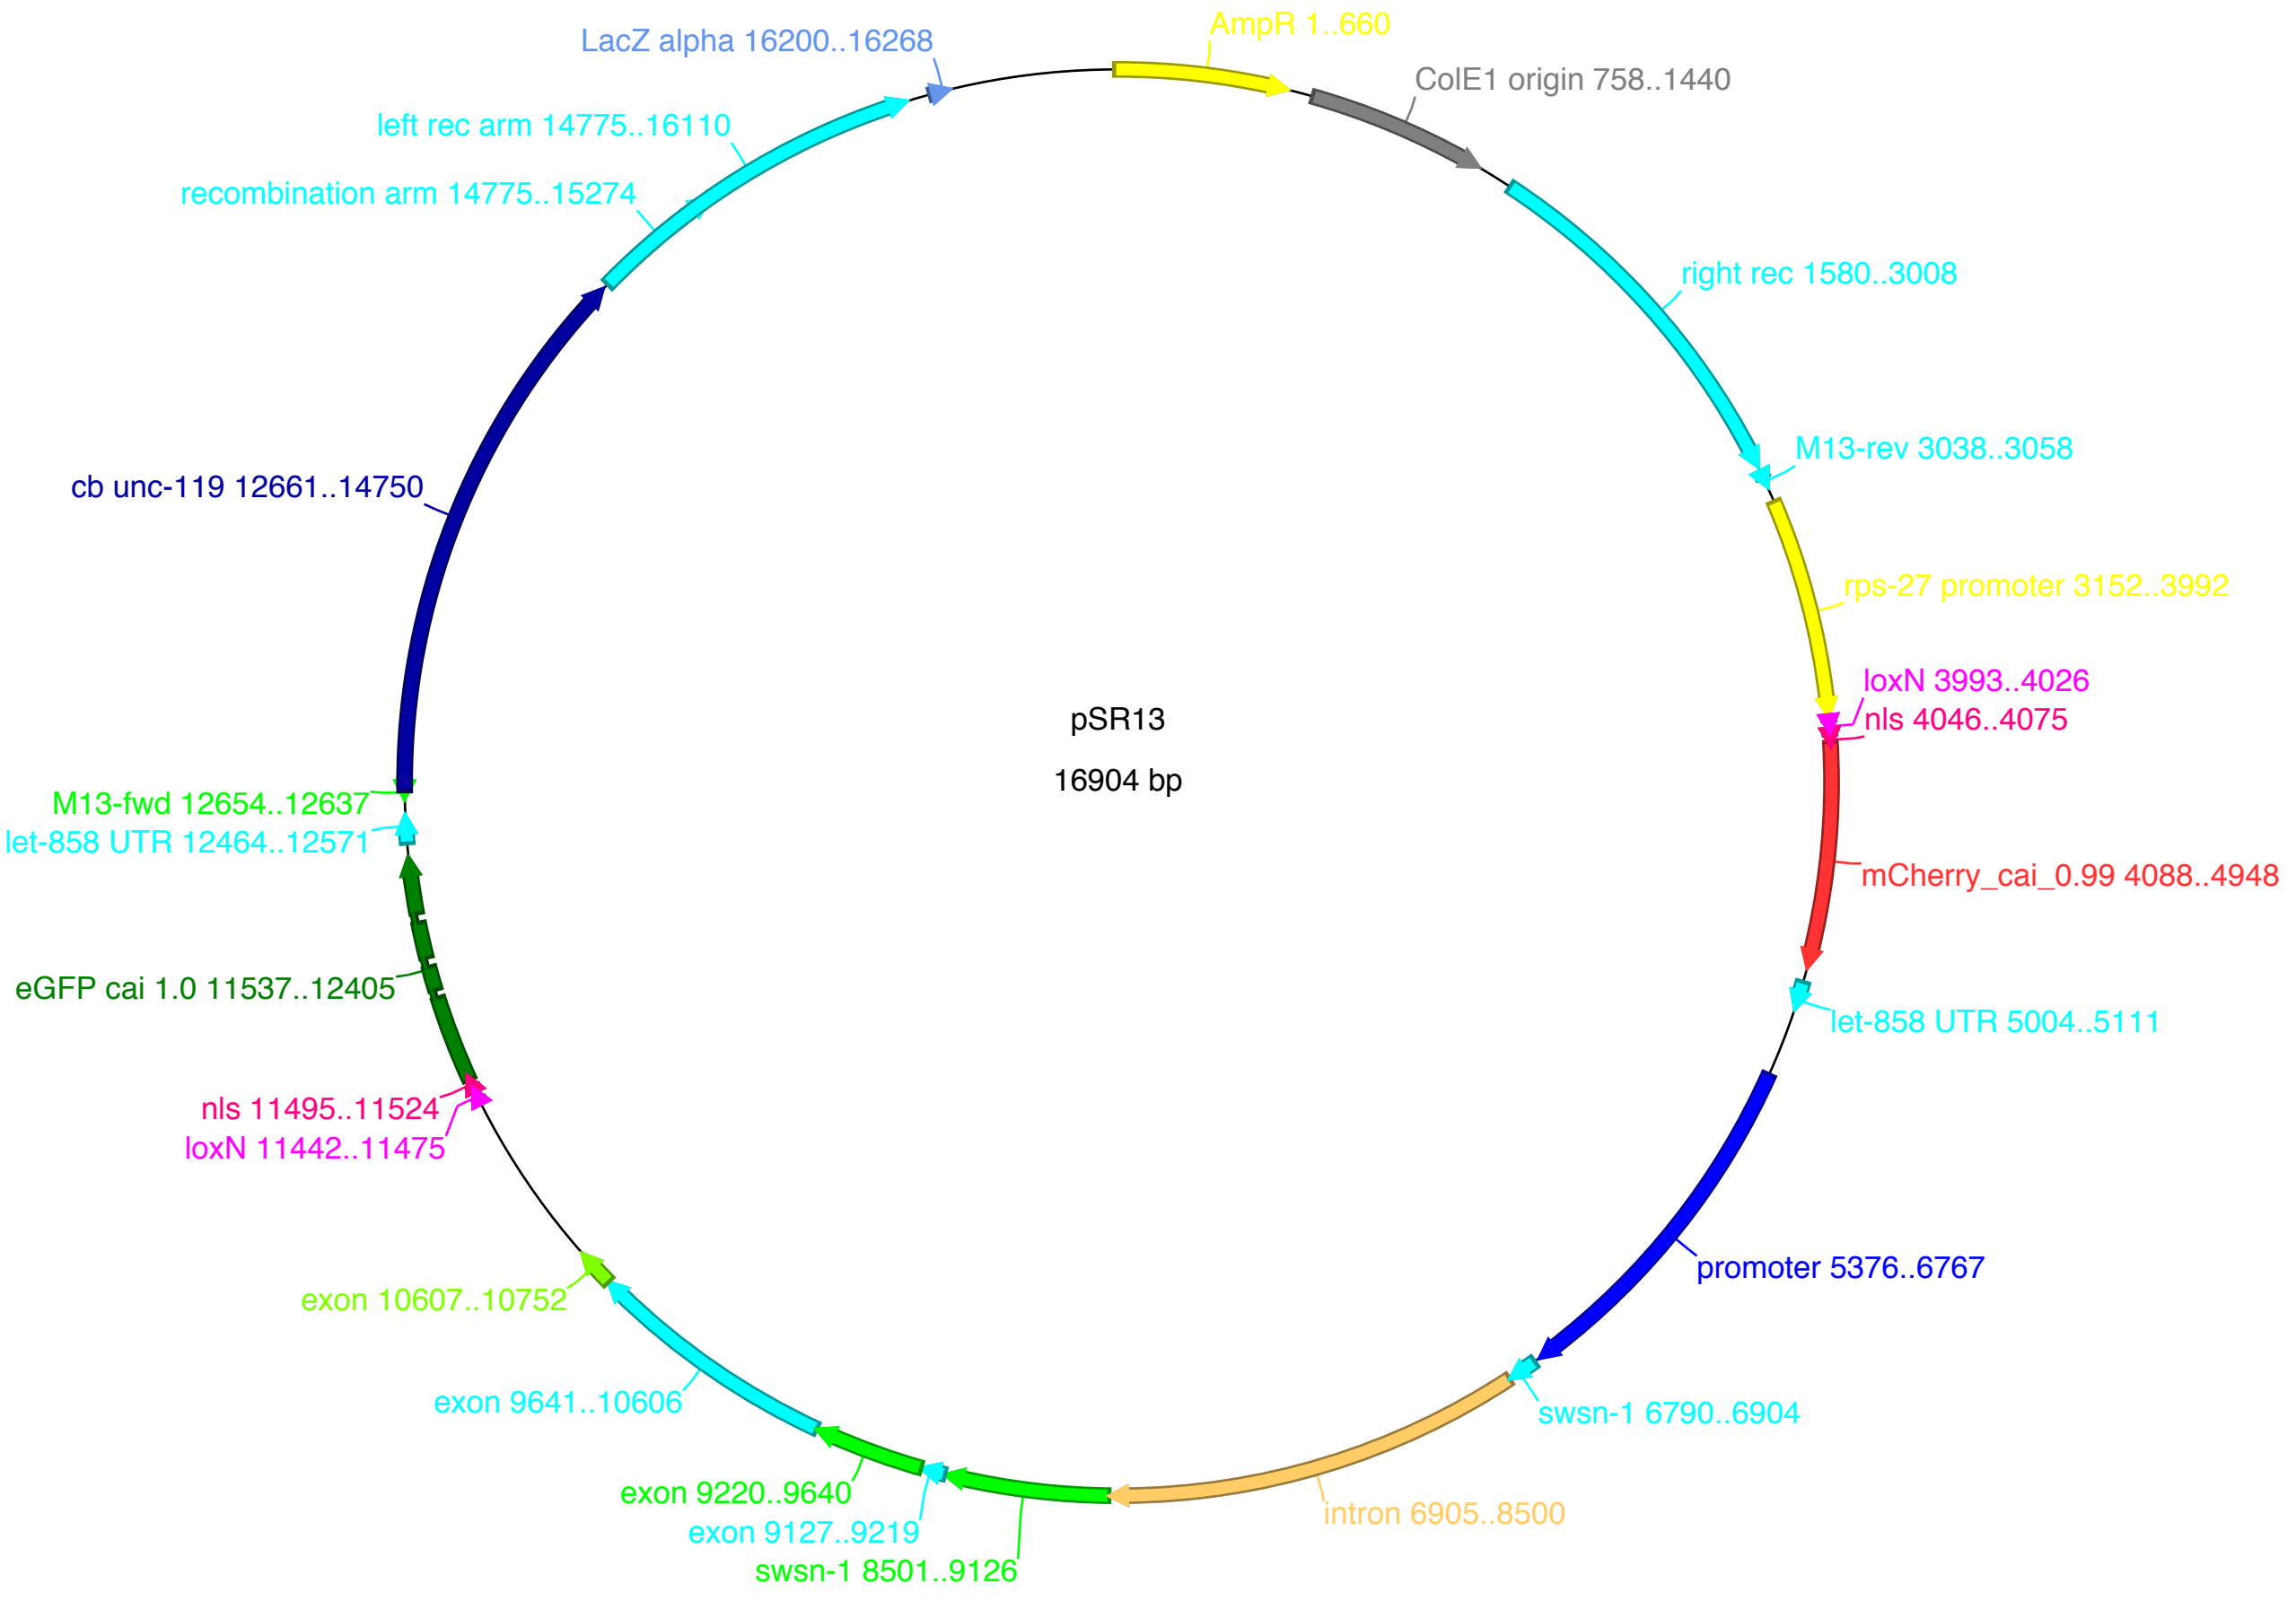 AmpR 1..660
LacZ alpha 16200..16268
ColE1 origin 758..1440
left rec arm 14775..16110
recombination arm 14775..15274
right rec 1580..3008
M13-rev 3038..3058
cb unc-119 12661..14750
rps-27 promoter 3152..3992
loxN 3993..4026
pSR13
nls 4046..4075
16904 bp
M13-fwd 12654..12637
let-858 UTR 12464..12571
mCherry_cai_0.99 4088..4948
eGFP cai 1.0 11537..12405
let-858 UTR 5004..5111
nls 11495..11524
loxN 11442..11475
promoter 5376..6767
exon 10607..10752
exon 9641..10606
swsn-1 6790..6904
exon 9220..9640
intron 6905..8500
exon 9127..9219
swsn-1 8501..9126